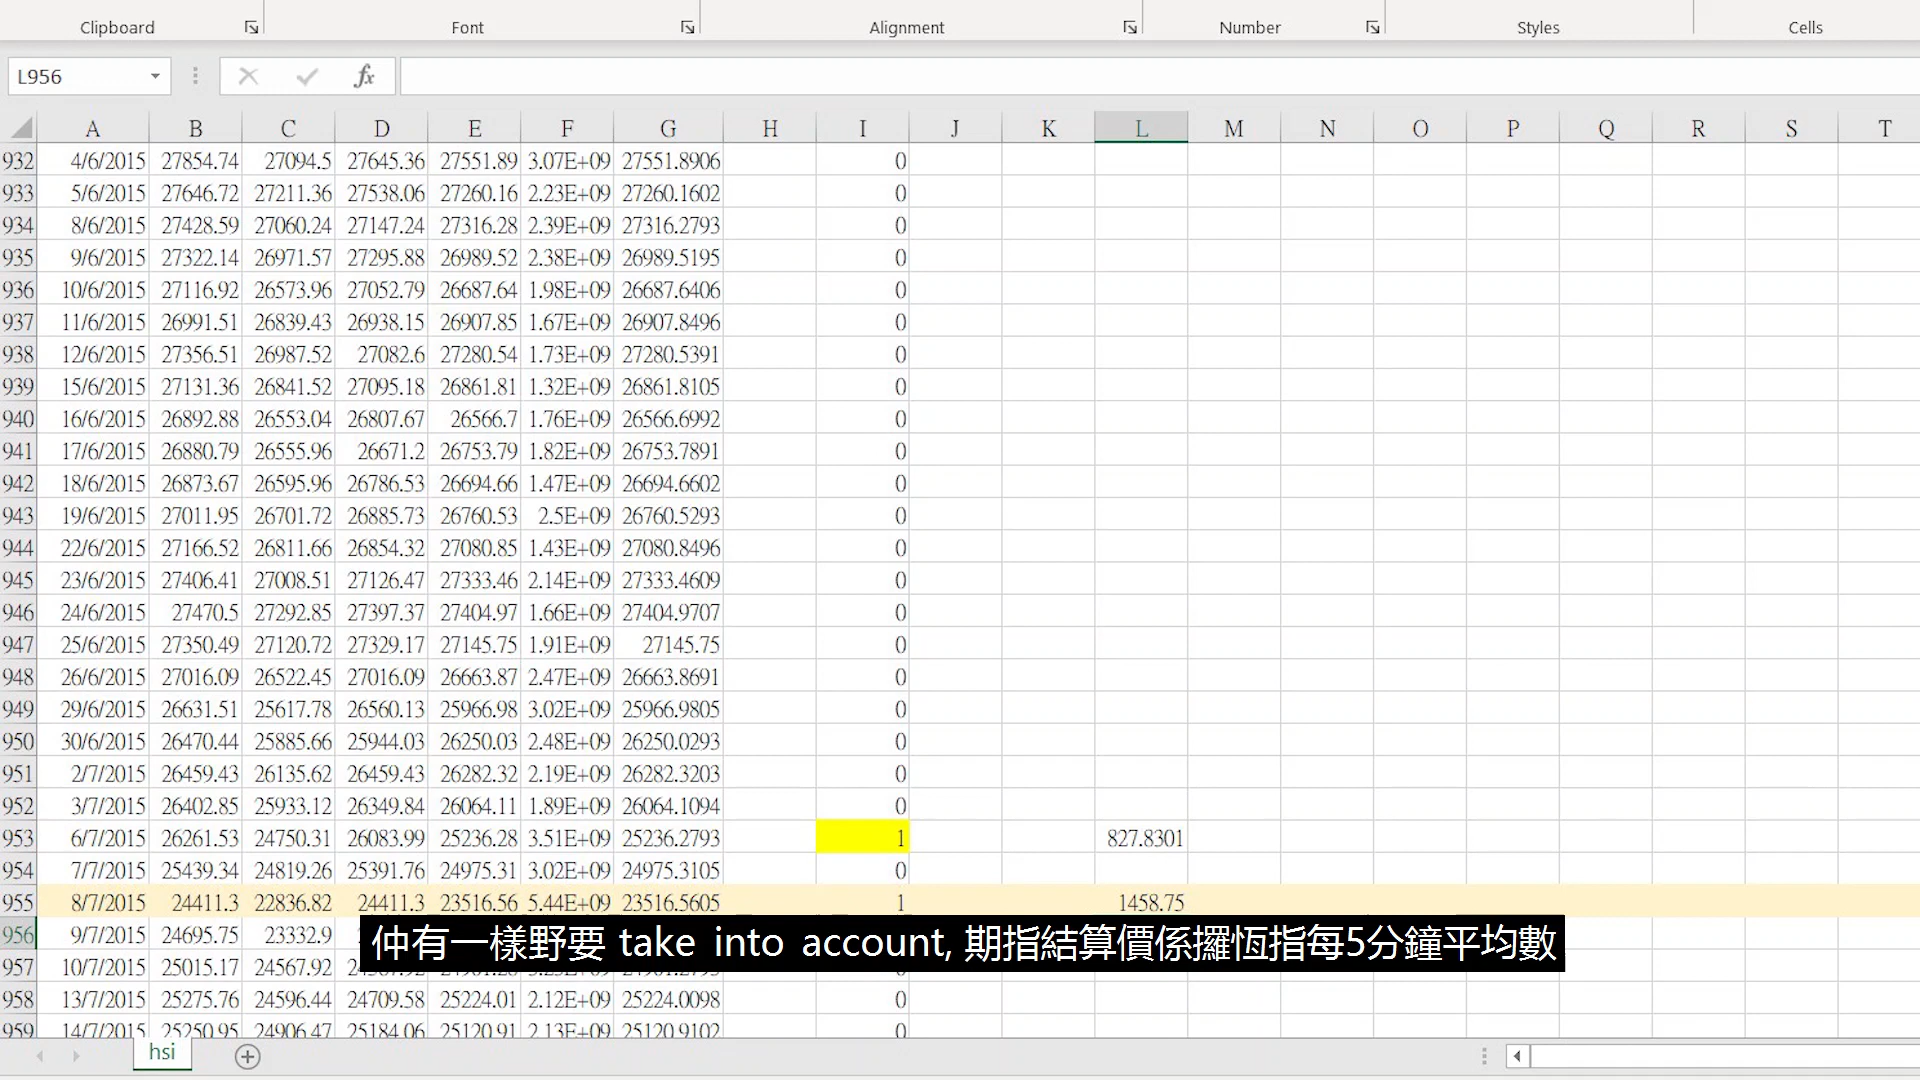 Clipboard Font Alignment Number Styles Cells
L956 fx
A B C D E F G H I J K L M N O P Q R S T
932 4/6/2015 27854.74 27094.5 27645.36 27551.89 3.07E+09 27551.8906 0
933 5/6/2015 27646.72 27211.36 27538.06 27260.16 2.23E+09 27260.1602 0
934 8/6/2015 27428.59 27060.24 27147.24 27316.28 2.39E+09 27316.2793 0
935 9/6/2015 27322.14 26971.57 27295.88 26989.52 2.38E+09 26989.5195 0
936 10/6/2015 27116.92 26573.96 27052.79 26687.64 1.98E+09 26687.6406 0
937 11/6/2015 26991.51 26839.43 26938.15 26907.85 1.67E+09 26907.8496 0
938 12/6/2015 27356.51 26987.52 27082.6 27280.54 1.73E+09 27280.5391 0
939 15/6/2015 27131.36 26841.52 27095.18 26861.81 1.32E+09 26861.8105 0
940 16/6/2015 26892.88 26553.04 26807.67 26566.7 1.76E+09 26566.6992 0
941 17/6/2015 26880.79 26555.96 26671.2 26753.79 1.82E+09 26753.7891 0
942 18/6/2015 26873.67 26595.96 26786.53 26694.66 1.47E+09 26694.6602 0
943 19/6/2015 27011.95 26701.72 26885.73 26760.53 2.5E+09 26760.5293 0
944 22/6/2015 27166.52 26811.66 26854.32 27080.85 1.43E+09 27080.8496 0
945 23/6/2015 27406.41 27008.51 27126.47 27333.46 2.14E+09 27333.4609 0
946 24/6/2015 27470.5 27292.85 27397.37 27404.97 1.66E+09 27404.9707 0
947 25/6/2015 27350.49 27120.72 27329.17 27145.75 1.91E+09 27145.75 0
948 26/6/2015 27016.09 26522.45 27016.09 26663.87 2.47E+09 26663.8691 0
949 29/6/2015 26631.51 25617.78 26560.13 25966.98 3.02E+09 25966.9805 0
950 30/6/2015 26470.44 25885.66 25944.03 26250.03 2.48E+09 26250.0293 0
951 2/7/2015 26459.43 26135.62 26459.43 26282.32 2.19E+09 26282.3203 0
952 3/7/2015 26402.85 25933.12 26349.84 26064.11 1.89E+09 26064.1094 0
953 6/7/2015 26261.53 24750.31 26083.99 25236.28 3.51E+09 25236.2793 1 827.8301
954 7/7/2015 25439.34 24819.26 25391.76 24975.31 3.02E+09 24975.3105 0
955 8/7/2015 24411.3 22836.82 24411.3 23516.56 5.44E+09 23516.5605 1 1458.75
956 9/7/2015 24695.75 23332.9
仲有一樣野要 take into account, 期指結算價係攞恆指每5分鐘平均數
957 10/7/2015 25015.17 24567.92
958 13/7/2015 25275.76 24596.44 24709.58 25224.01 2.12E+09 25224.0098 0
959 14/7/2015 25250.95 24906.47 25184.06 25120.91 2.13E+09 25120.9102 0
hsi